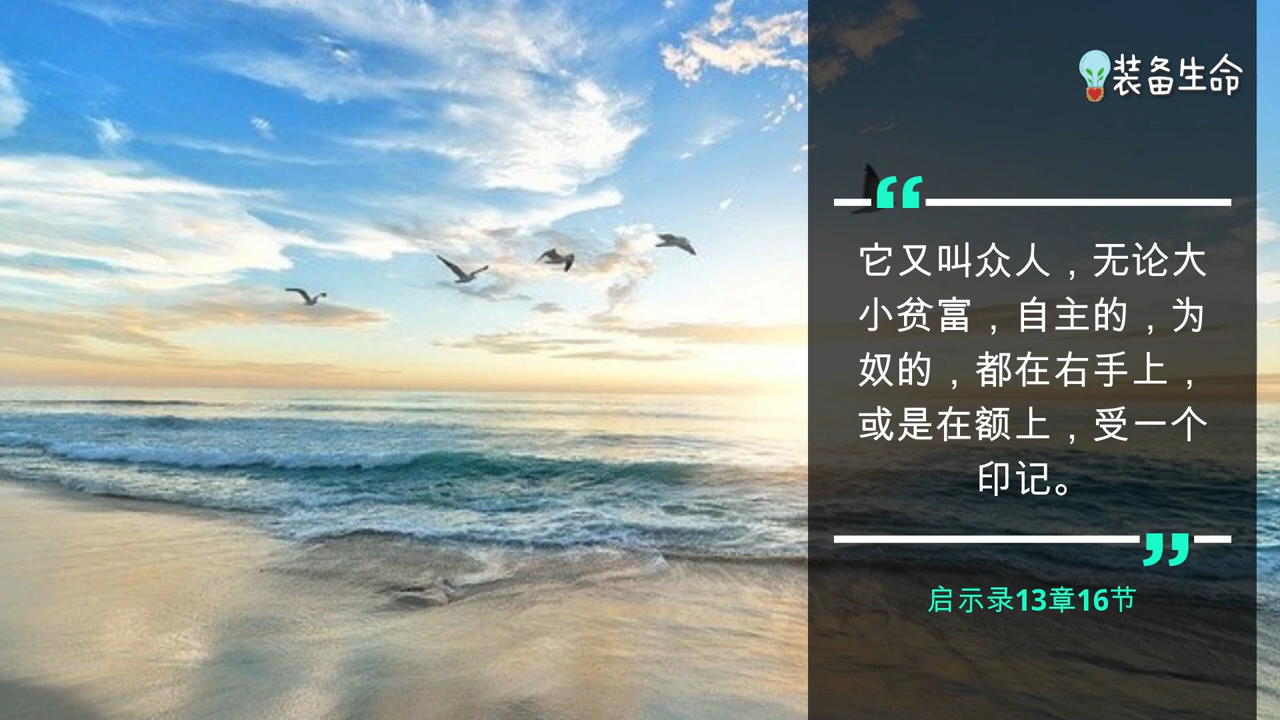 装备生命
“
它又叫众人，无论大
小贫富，自主的，为
奴的，都在右手上，
或是在额上，受一个
印记。
”
启示录13章16节